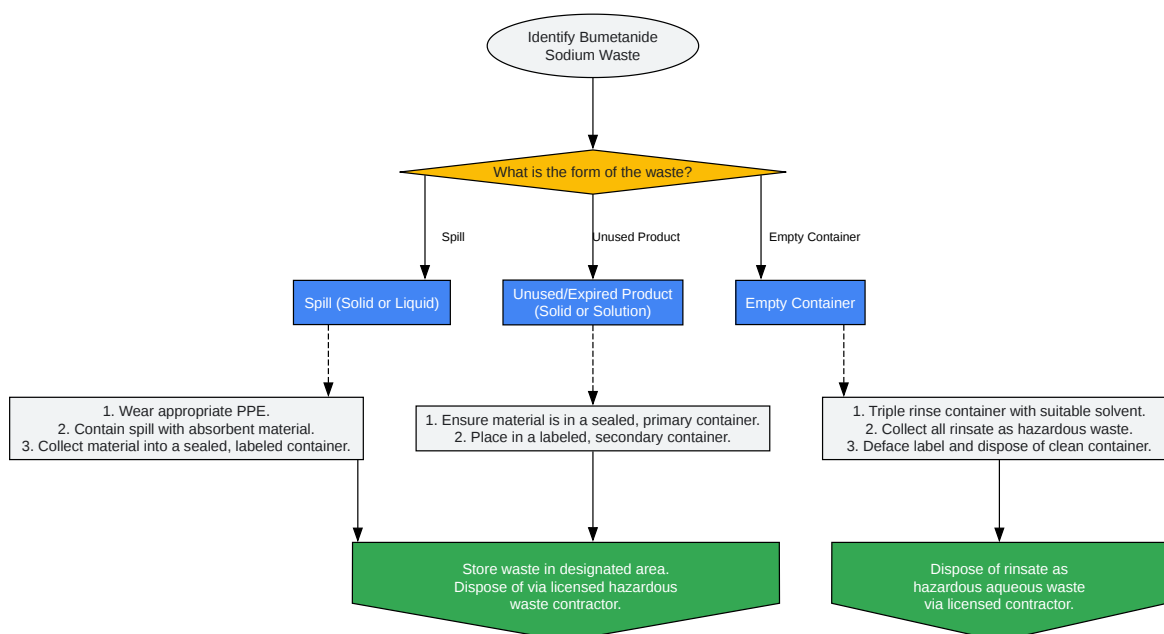 Identify Bumetanide
Sodium Waste
What is the form of the waste?
Spill
Unused Product
Empty Container
Spill (Solid or Liquid)
Unused/Expired Product
(Solid or Solution)
Empty Container
1. Wear appropriate PPE.
2. Contain spill with absorbent material.
3. Collect material into a sealed, labeled container.
1. Ensure material is in a sealed, primary container.
2. Place in a labeled, secondary container.
1. Triple rinse container with suitable solvent.
2. Collect all rinsate as hazardous waste.
3. Deface label and dispose of clean container.
Store waste in designated area.
Dispose of via licensed hazardous
waste contractor.
Dispose of rinsate as
hazardous aqueous waste
via licensed contractor.